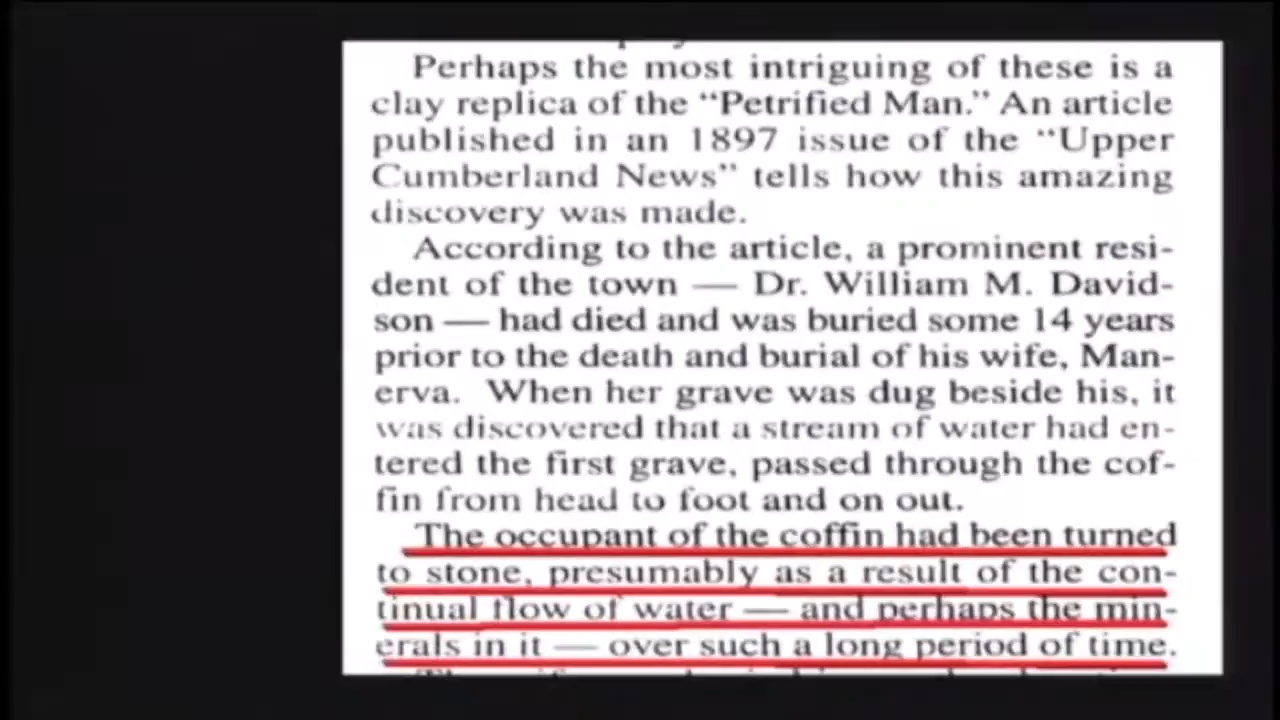 Perhaps the most intriguing of these is a
clay replica of the “Petrified Man.” An article
published in an 1897 issue of the “Upper
Cumberland News” tells how this amazing
discovery was made.
According to the article, a prominent resi-
dent of the town — Dr. William M. David-
son — had died and was buried some 14 years
prior to the death and burial of his wife, Man-
erva. When her grave was dug beside his, it
was discovered that a stream of water had en-
tered the first grave, passed through the cof-
fin from head to foot and on out.
The occupant of the coffin had been turned
to stone, presumably as a result of the con-
tinual flow of water — and perhaps the min-
erals in it — over such a long period of time.